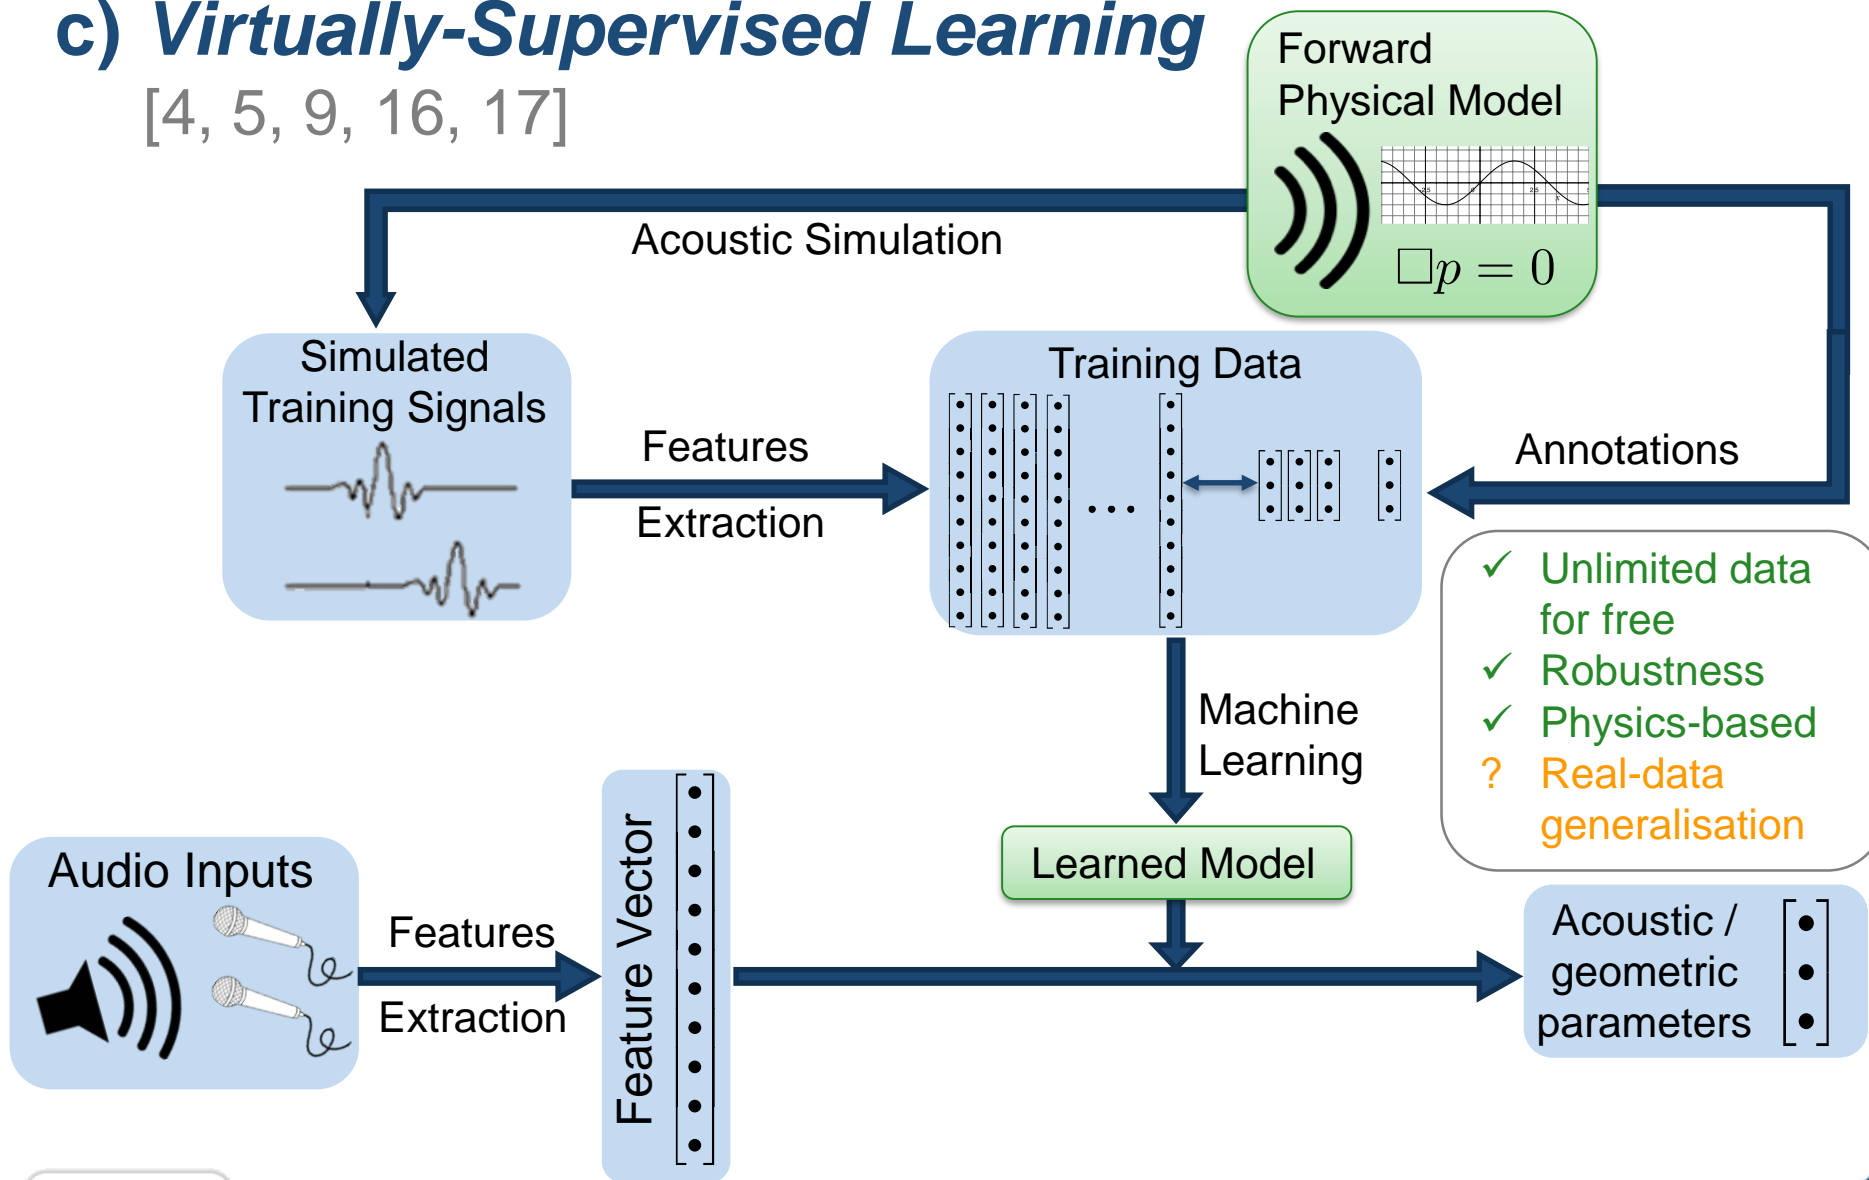 c) Virtually-Supervised Learning
[4, 5, 9, 16, 17]
Forward
Physical Model
□p = 0
Acoustic Simulation
Simulated
Training Signals
Features
Extraction
Training Data
...
Annotations
✓ Unlimited data
for free
✓ Robustness
✓ Physics-based
? Real-data
generalisation
Machine
Learning
Learned Model
Audio Inputs
Features
Extraction
Feature Vector
Acoustic /
geometric
parameters